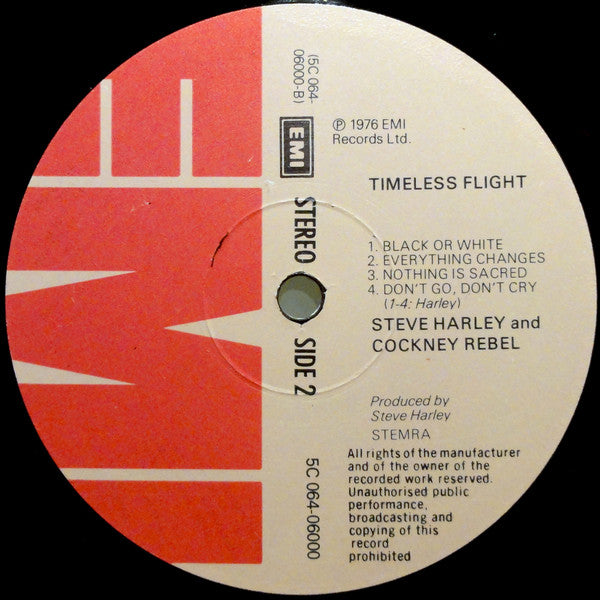 (5C 064-
06000-B)
EMI
STEREO SIDE 2
5C 064-06000
EMI
℗ 1976 EMI
Records Ltd.
TIMELESS FLIGHT
1. BLACK OR WHITE
2. EVERYTHING CHANGES
3. NOTHING IS SACRED
4. DON'T GO, DON'T CRY
(1-4: Harley)
STEVE HARLEY and
COCKNEY REBEL
Produced by
Steve Harley
STEMRA
All rights of the manufacturer
and of the owner of the
recorded work reserved.
Unauthorised public
performance,
broadcasting and
copying of this
record
prohibited